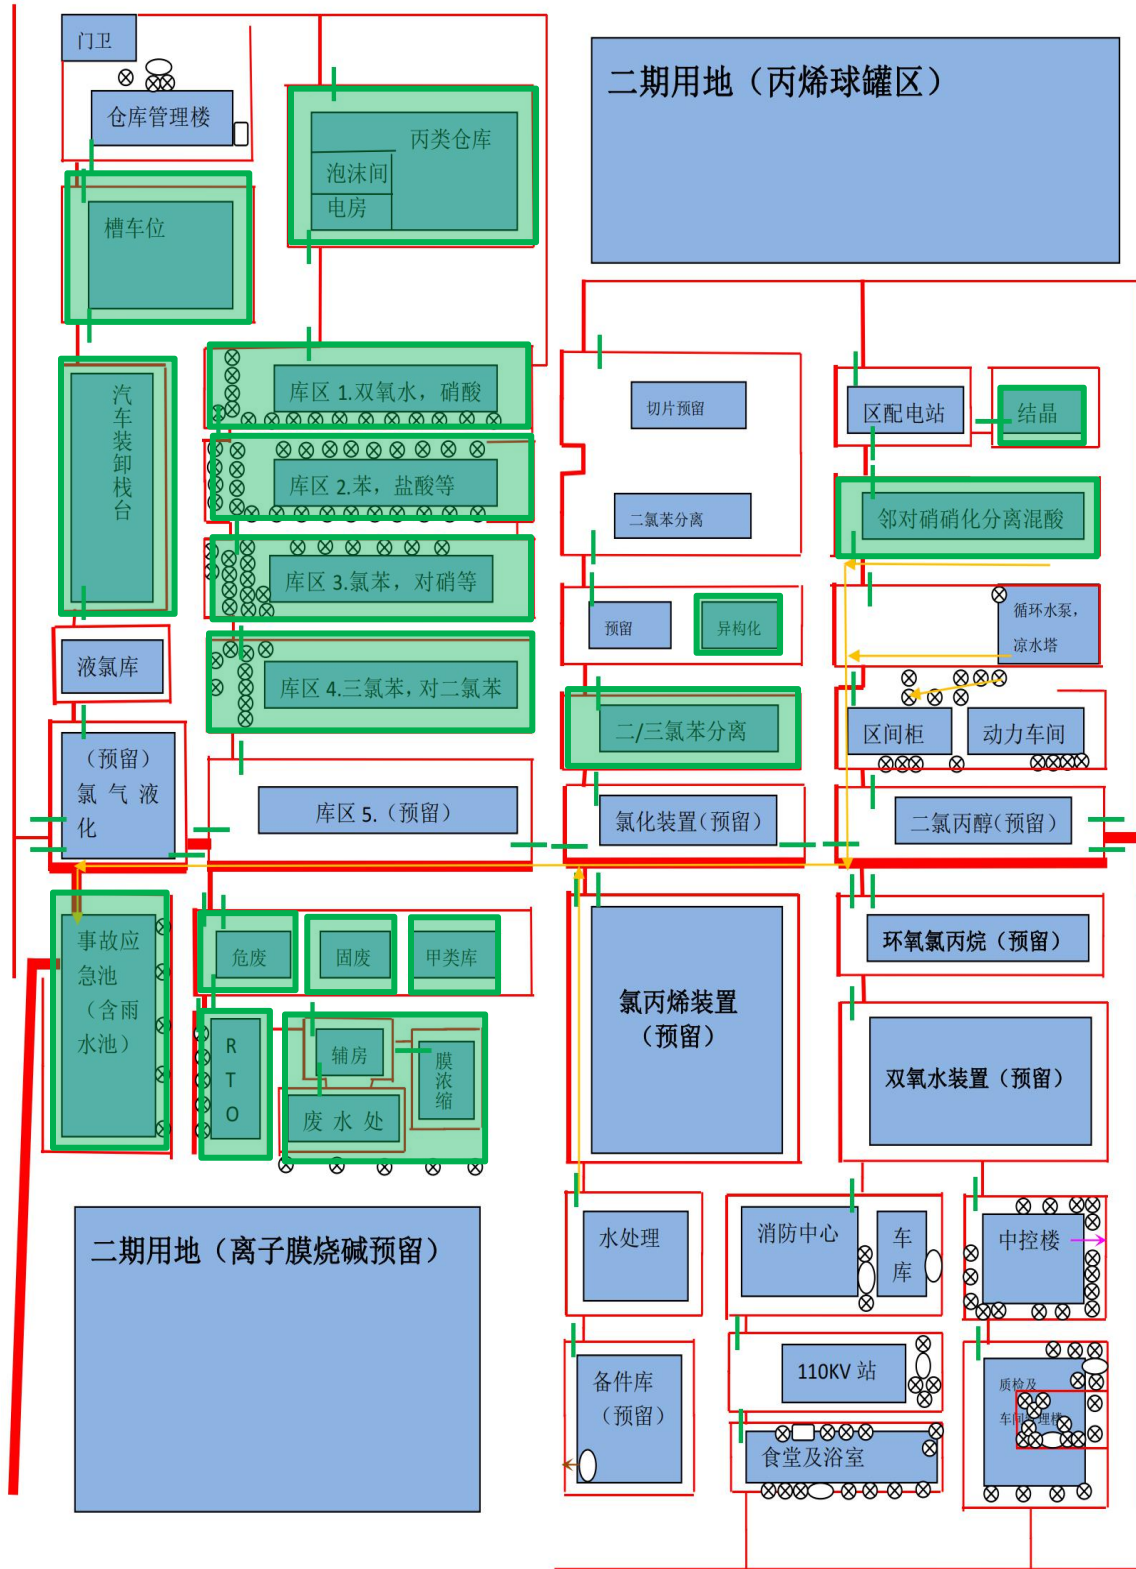 门卫
仓库管理楼
丙类仓库
泡沫间
电房
二期用地（丙烯球罐区）
槽车位
汽车装卸栈台
库区 1.双氧水，硝酸
库区 2.苯，盐酸等
库区 3.氯苯，对硝等
库区 4.三氯苯，对二氯苯
库区 5.（预留）
液氯库
（预留）
氯 气 液
化
切片预留
二氯苯分离
预留
异构化
二/三氯苯分离
氯化装置（预留）
区配电站
结晶
邻对硝硝化分离混酸
循环水泵，
凉水塔
区间柜
动力车间
二氯丙醇（预留）
事故应
急池
（含雨
水池）
危废
固废
甲类库
R
T
O
辅房
膜浓缩
废 水 处
氯丙烯装置
（预留）
环氧氯丙烷（预留）
双氧水装置（预留）
二期用地（离子膜烧碱预留）
水处理
消防中心
车库
中控楼
备件库
（预留）
110KV 站
食堂及浴室
质检及
车间管理楼